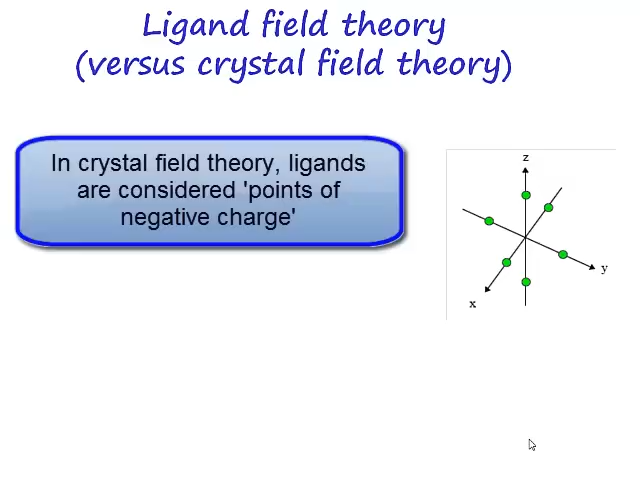 Ligand field theory
(versus crystal field theory)
In crystal field theory, ligands
are considered 'points of
negative charge'
z
y
x